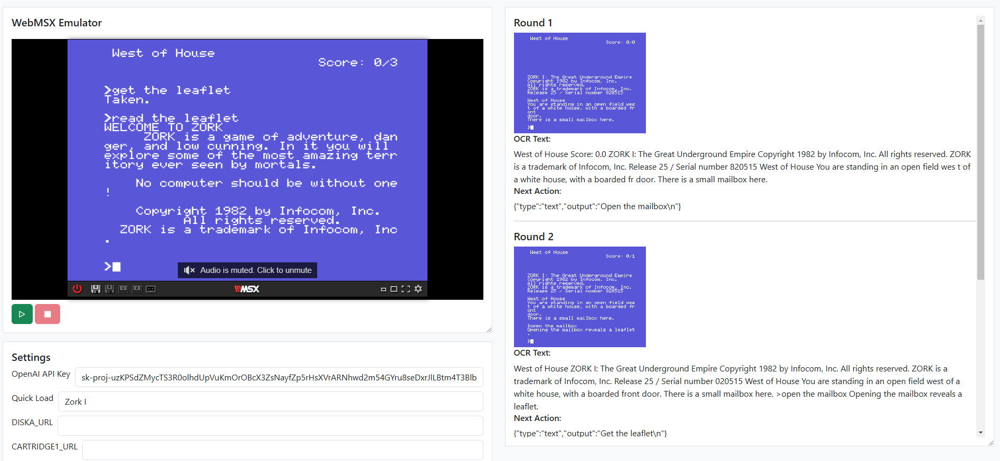 WebMSX Emulator
West of House
Score: 0/3
>get the leaflet
Taken.
>read the leaflet
WELCOME TO ZORK
ZORK is a game of adventure, dan
ger, and low cunning. In it you will
explore some of the most amazing terr
itory ever seen by mortals.
No computer should be without one
!
Copyright 1982 by Infocom, Inc.
All rights reserved.
ZORK is a trademark of Infocom, Inc
.
>
Audio is muted. Click to unmute
MSX
Settings
OpenAI API Key
Quick Load
Zork I
DISKA_URL
CARTRIDGE1_URL
Round 1
West of House
Score: 0/0
ZORK I: The Great Underground Empire
Copyright 1982 by Infocom, Inc.
All rights reserved.
ZORK is a trademark of Infocom, Inc.
Release 25 / Serial number 820515
West of House
You are standing in an open field wes
t of a white house, with a boarded fr
ont
door.
There is a small mailbox here.
>
OCR Text:
West of House Score: 0.0 ZORK I: The Great Underground Empire Copyright 1982 by Infocom, Inc. All rights reserved. ZORK
is a trademark of Infocom, Inc. Release 25 / Serial number 820515 West of House You are standing in an open field wes t of
a white house, with a boarded fr door. There is a small mailbox here.
Next Action:
{"type":"text","output":"Open the mailbox\n"}
Round 2
West of House
Score: 0/1
ZORK I: The Great Underground Empire
Copyright 1982 by Infocom, Inc.
All rights reserved.
ZORK is a trademark of Infocom, Inc.
Release 25 / Serial number 820515
West of House
You are standing in an open field wes
t of a white house, with a boarded fr
ont
door.
There is a small mailbox here.
>open the mailbox
Opening the mailbox reveals a leaflet
.
>
OCR Text:
West of House ZORK I: The Great Underground Empire Copyright 1982 by Infocom, Inc. All rights reserved. ZORK is a
trademark of Infocom, Inc. Release 25 / Serial number 020515 West of House You are standing in an open field west of a
white house, with a boarded front door. There is a small mailbox here. >open the mailbox Opening the mailbox reveals a
leaflet.
Next Action:
{"type":"text","output":"Get the leaflet\n"}